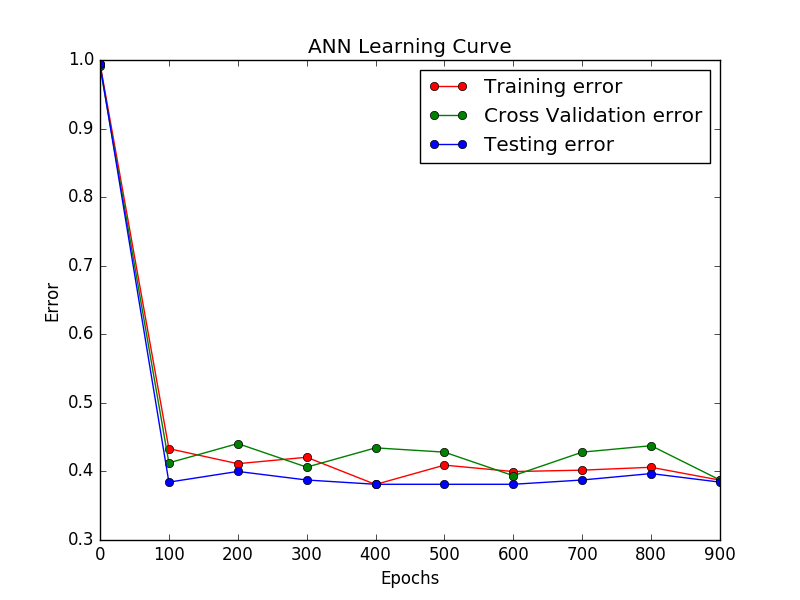 ANN Learning Curve
1.0
0.9
0.8
0.7
0.6
0.5
0.4
0.3
Error
Training error
Cross Validation error
Testing error
0 100 200 300 400 500 600 700 800 900
Epochs